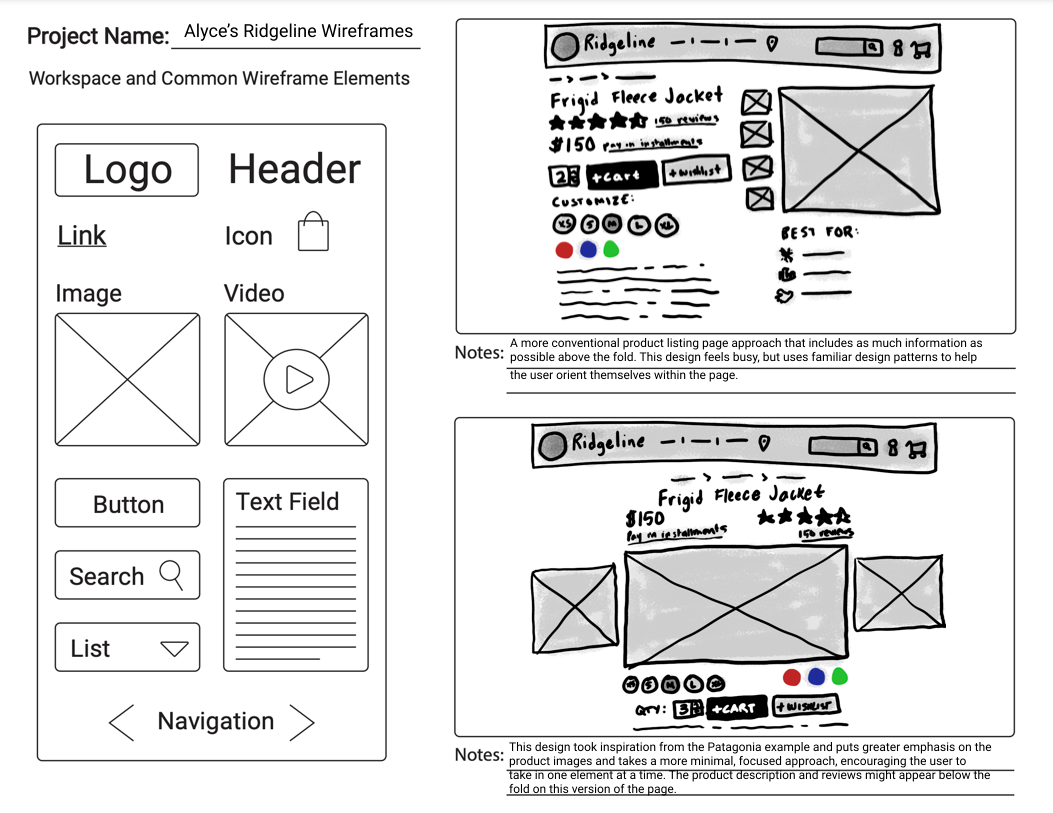 Project Name: Alyce's Ridgeline Wireframes
Workspace and Common Wireframe Elements
Logo
Header
Link
Icon
Image
Video
Button
Text Field
Search
List
Navigation
Ridgeline
Frigid Fleece Jacket
150 reviews
$150 Pay in installments
2 +cart +wishlist
CUSTOMIZE:
XS S M L XL
BEST FOR:
Notes: A more conventional product listing page approach that includes as much information as
possible above the fold. This design feels busy, but uses familiar design patterns to help
the user orient themselves within the page.
Ridgeline
Frigid Fleece Jacket
$150
Pay in installments
150 reviews
XS S M L XL
QTY: 3 +CART +WISHLIST
Notes: This design took inspiration from the Patagonia example and puts greater emphasis on the
product images and takes a more minimal, focused approach, encouraging the user to
take in one element at a time. The product description and reviews might appear below the
fold on this version of the page.